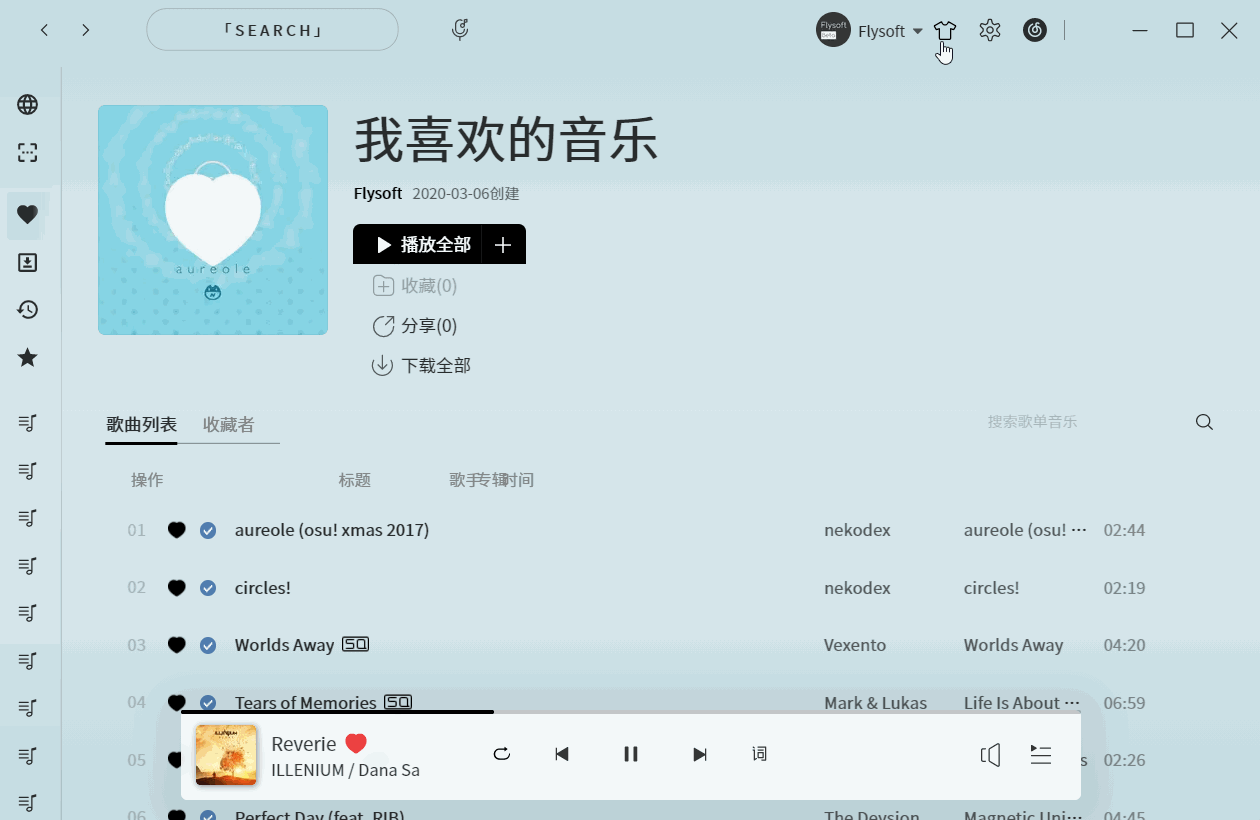 「SEARCH」
Flysoft
Flysoft
我喜欢的音乐
aureole
Flysoft 2020-03-06创建
播放全部
收藏(0)
分享(0)
下载全部
歌曲列表 收藏者 搜索歌单音乐
操作 标题 歌手 专辑 时间
01 aureole (osu! xmas 2017) nekodex aureole (osu! ··· 02:44
02 circles! nekodex circles! 02:19
03 Worlds Away SQ Vexento Worlds Away 04:20
04 Tears of Memories SQ Mark & Lukas Life Is About ··· 06:59
05 s 02:26
Reverie
词
ILLENIUM / Dana Sa
06 Perfect Day (feat. RIB) The Deysion Magnetic Uni··· 04:45